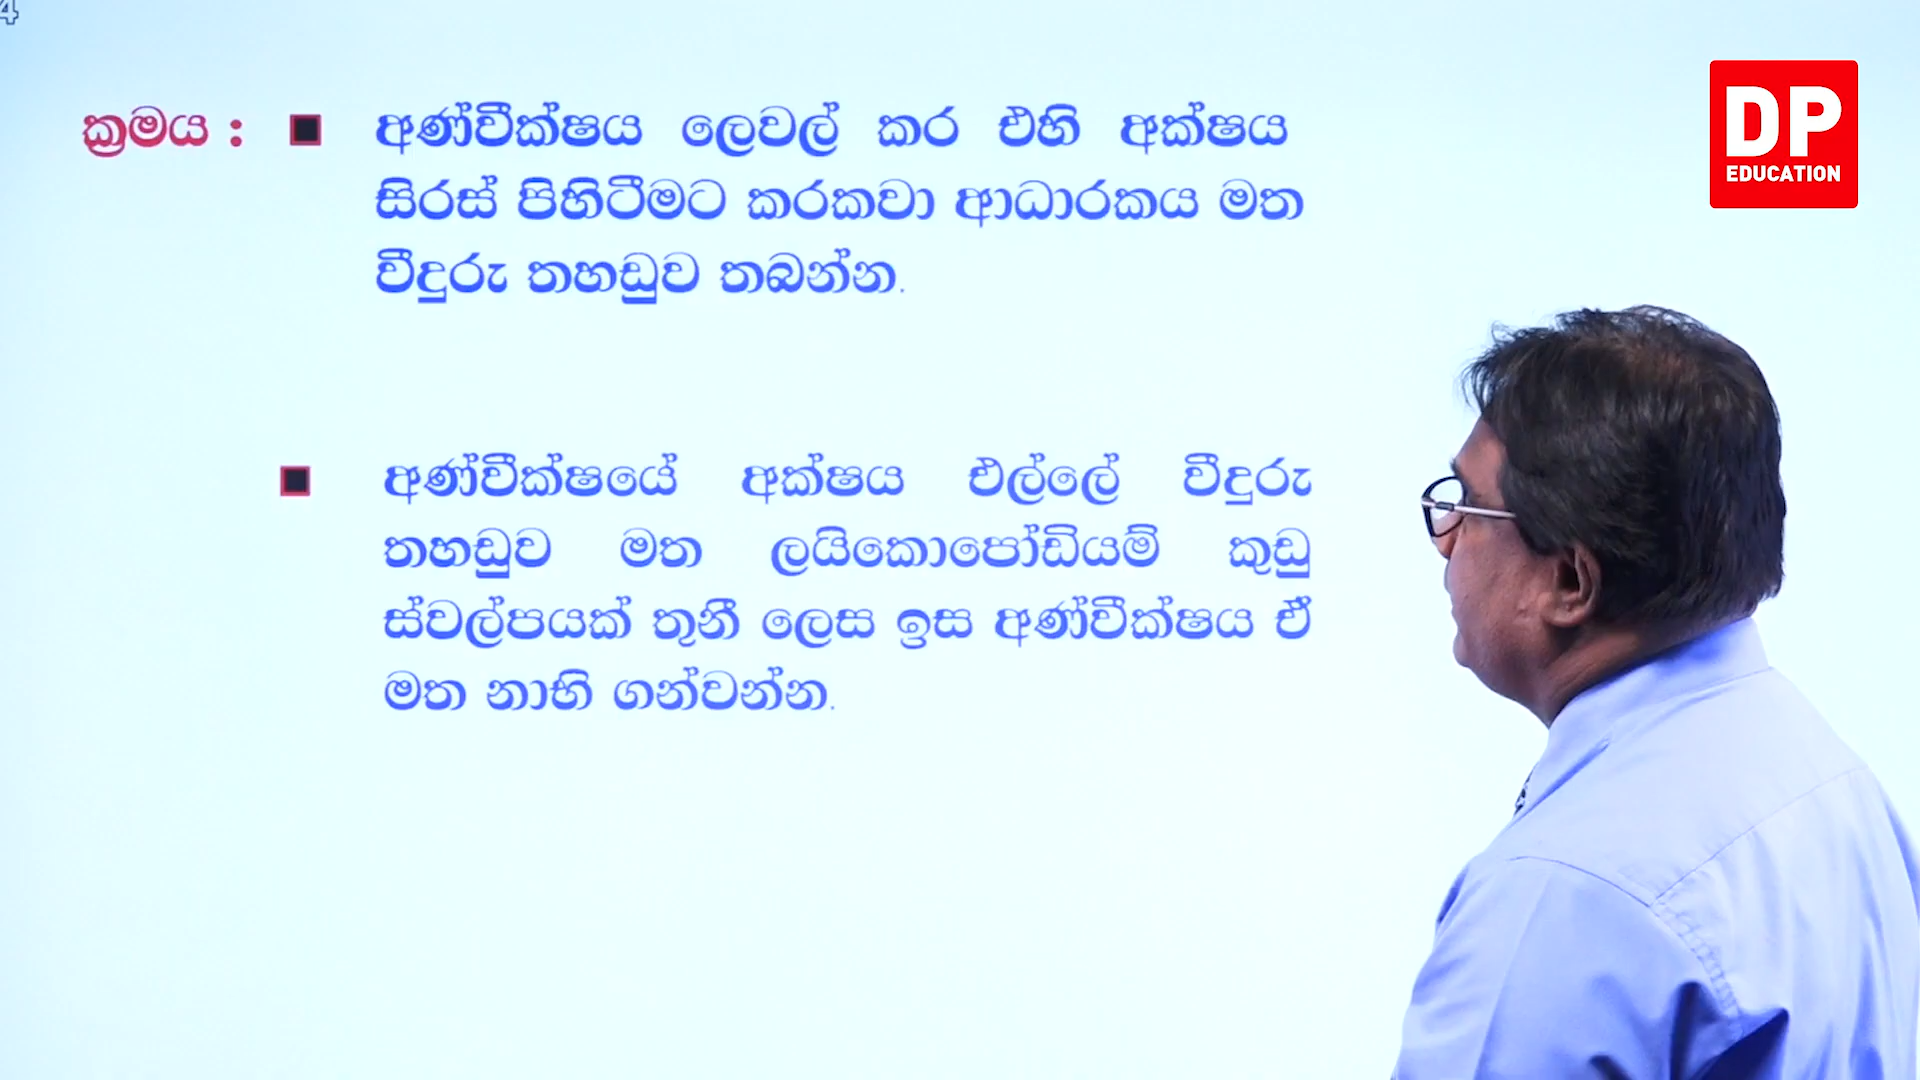 4
ක්‍රමය : ■ අණ්වීක්ෂය ලෙවල් කර එහි අක්ෂය
සිරස් පිහිටීමට කරකවා ආධාරකය මත
වීදුරු තහඩුව තබන්න.
■ අණ්වීක්ෂයේ අක්ෂය එල්ලේ වීදුරු
තහඩුව මත ලයිකොපෝඩියම් කුඩු
ස්වල්පයක් තුනී ලෙස ඉස අණ්වීක්ෂය ඒ
මත නාභි ගන්වන්න.
DP
EDUCATION